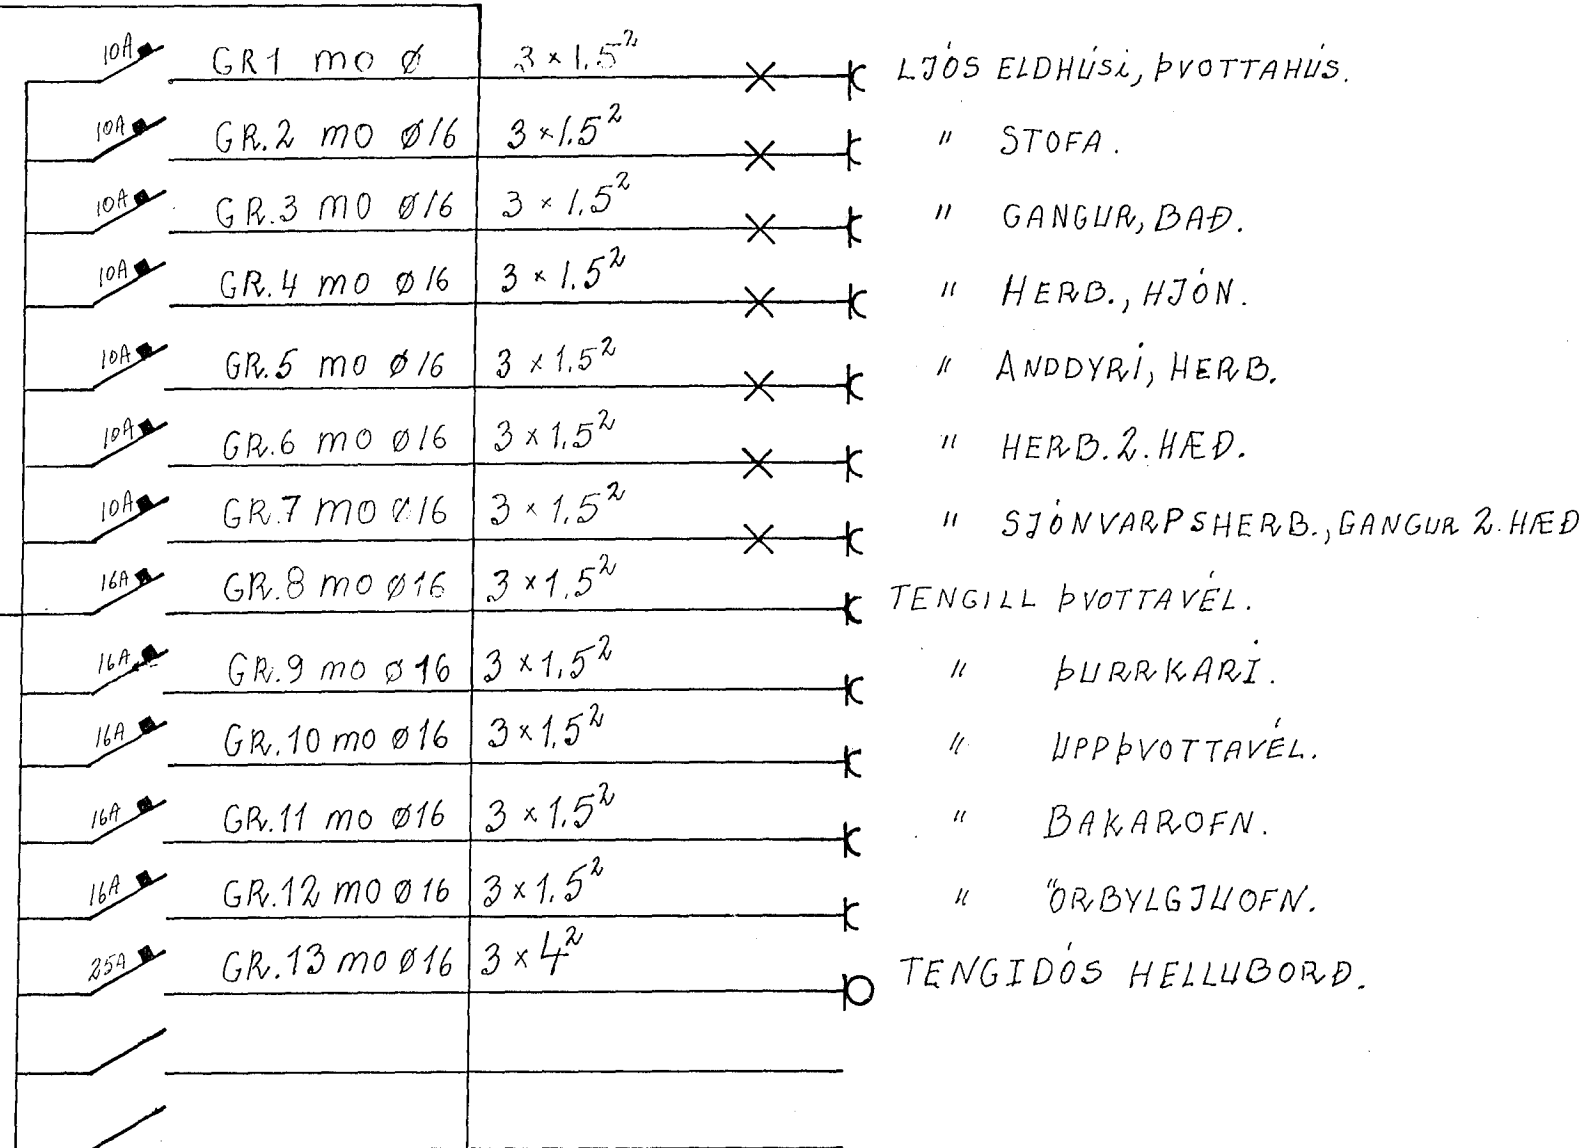 10A GR1 mo ø 3 × 1.5² LJÓS ELDHÚSi, ÞVOTTAHÚS.
10A GR.2 mo ø16 3 × 1.5² " STOFA.
10A GR.3 mo ø16 3 × 1.5² " GANGUR, BAÐ.
10A GR.4 mo ø16 3 × 1.5² " HERB., HJÓN.
10A GR.5 mo ø16 3 × 1.5² " ANDDYRi, HERB.
10A GR.6 mo ø16 3 × 1.5² " HERB. 2. HÆÐ.
10A GR.7 mo ø16 3 × 1.5² " SJÓNVARPSHERB., GANGUR 2. HÆÐ
16A GR.8 mo ø16 3 × 1.5² TENGILL ÞVOTTAVÉL.
16A GR.9 mo ø16 3 × 1.5² " ÞURRKARi.
16A GR.10 mo ø16 3 × 1.5² " UPPÞVOTTAVÉL.
16A GR.11 mo ø16 3 × 1.5² " BAKAROFN.
16A GR.12 mo ø16 3 × 1.5² " ÖRBYLGJUOFN.
25A GR.13 mo ø16 3 × 4² TENGIDÓS HELLUBORÐ.